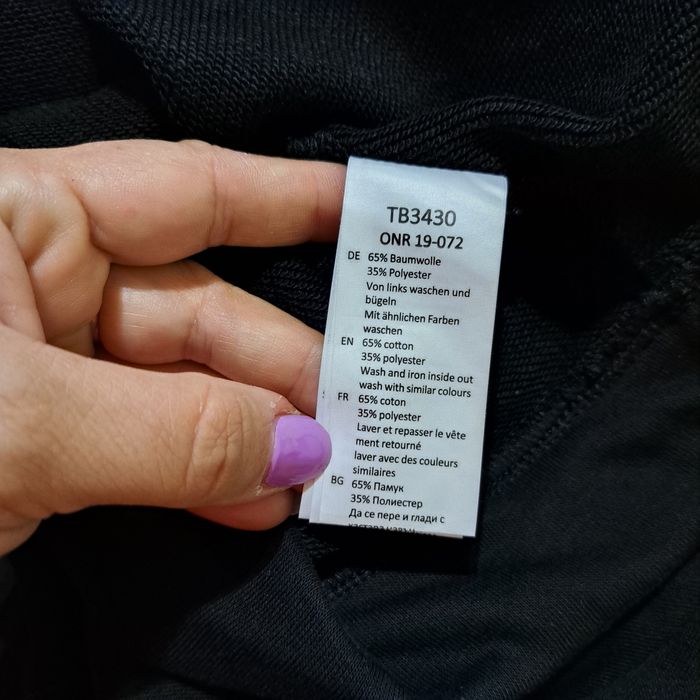 TB3430
ONR 19-072
DE 65% Baumwolle
35% Polyester
Von links waschen und
bügeln
Mit ähnlichen Farben
waschen
EN 65% cotton
35% polyester
Wash and iron inside out
wash with similar colours
FR 65% coton
35% polyester
Laver et repasser le vête
ment retourné
laver avec des couleurs
similaires
BG 65% Памук
35% Полиестер
Да се пере и глади с